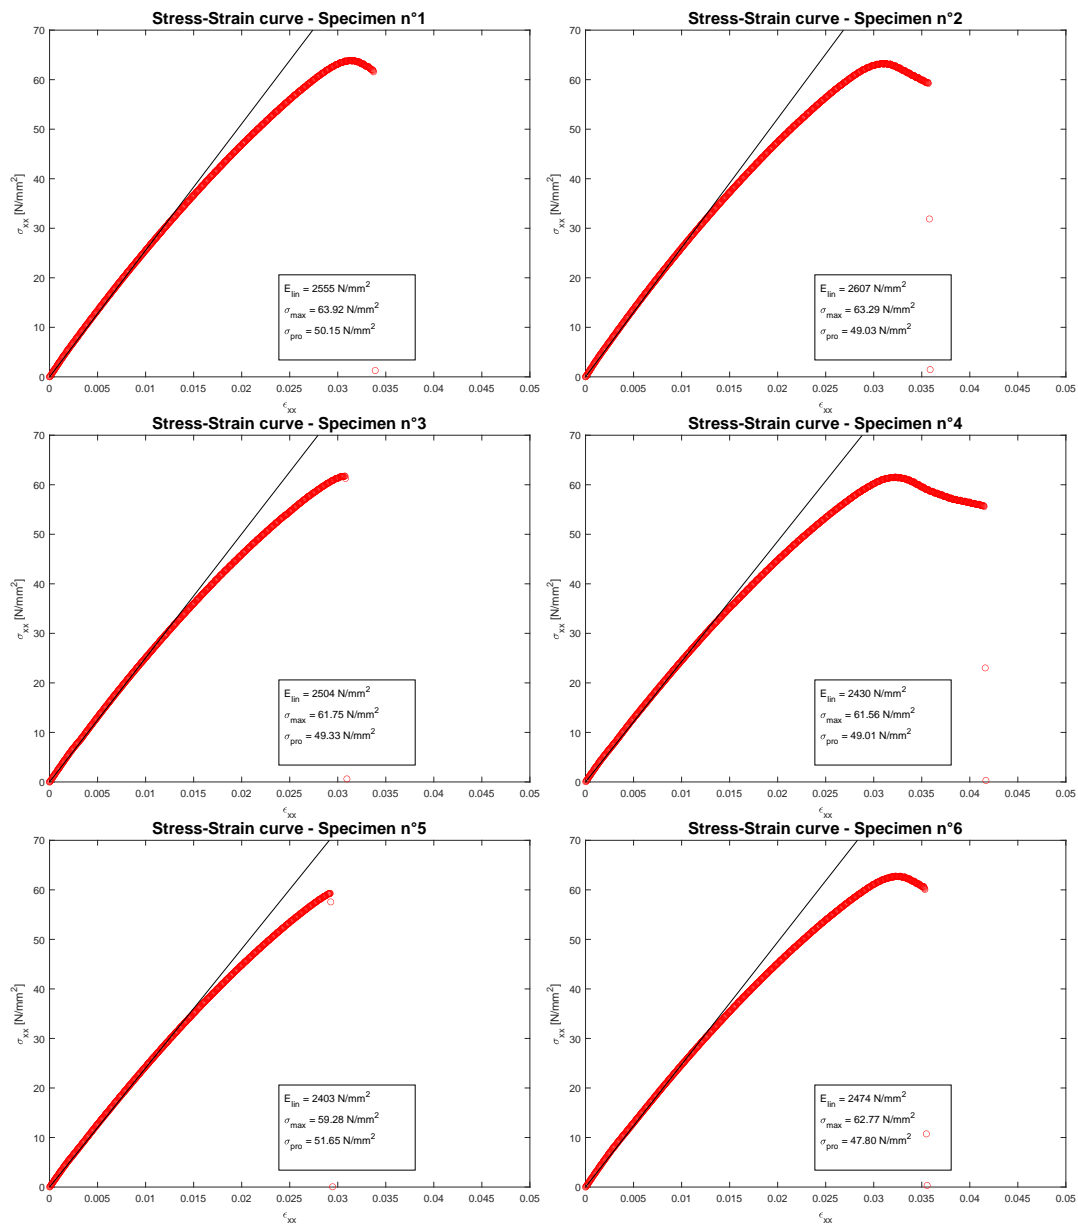 Stress-Strain curve - Specimen n°1
70
60
50
40
30
20
10
0
σxx [N/mm²]
Elin = 2555 N/mm²
σmax = 63.92 N/mm²
σpro = 50.15 N/mm²
0 0.005 0.01 0.015 0.02 0.025 0.03 0.035 0.04 0.045 0.05
ϵxx
Stress-Strain curve - Specimen n°2
70
60
50
40
30
20
10
0
σxx [N/mm²]
Elin = 2607 N/mm²
σmax = 63.29 N/mm²
σpro = 49.03 N/mm²
0 0.005 0.01 0.015 0.02 0.025 0.03 0.035 0.04 0.045 0.05
ϵxx
Stress-Strain curve - Specimen n°3
70
60
50
40
30
20
10
0
σxx [N/mm²]
Elin = 2504 N/mm²
σmax = 61.75 N/mm²
σpro = 49.33 N/mm²
0 0.005 0.01 0.015 0.02 0.025 0.03 0.035 0.04 0.045 0.05
ϵxx
Stress-Strain curve - Specimen n°4
70
60
50
40
30
20
10
0
σxx [N/mm²]
Elin = 2430 N/mm²
σmax = 61.56 N/mm²
σpro = 49.01 N/mm²
0 0.005 0.01 0.015 0.02 0.025 0.03 0.035 0.04 0.045 0.05
ϵxx
Stress-Strain curve - Specimen n°5
70
60
50
40
30
20
10
0
σxx [N/mm²]
Elin = 2403 N/mm²
σmax = 59.28 N/mm²
σpro = 51.65 N/mm²
0 0.005 0.01 0.015 0.02 0.025 0.03 0.035 0.04 0.045 0.05
ϵxx
Stress-Strain curve - Specimen n°6
70
60
50
40
30
20
10
0
σxx [N/mm²]
Elin = 2474 N/mm²
σmax = 62.77 N/mm²
σpro = 47.80 N/mm²
0 0.005 0.01 0.015 0.02 0.025 0.03 0.035 0.04 0.045 0.05
ϵxx